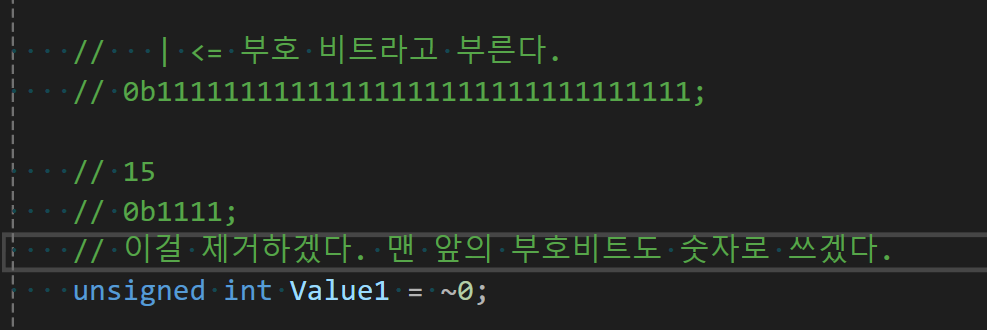 //   | <= 부호 비트라고 부른다.
// 0b11111111111111111111111111111111;
// 15
// 0b1111;
// 이걸 제거하겠다. 맨 앞의 부호비트도 숫자로 쓰겠다.
unsigned int Value1 = ~0;